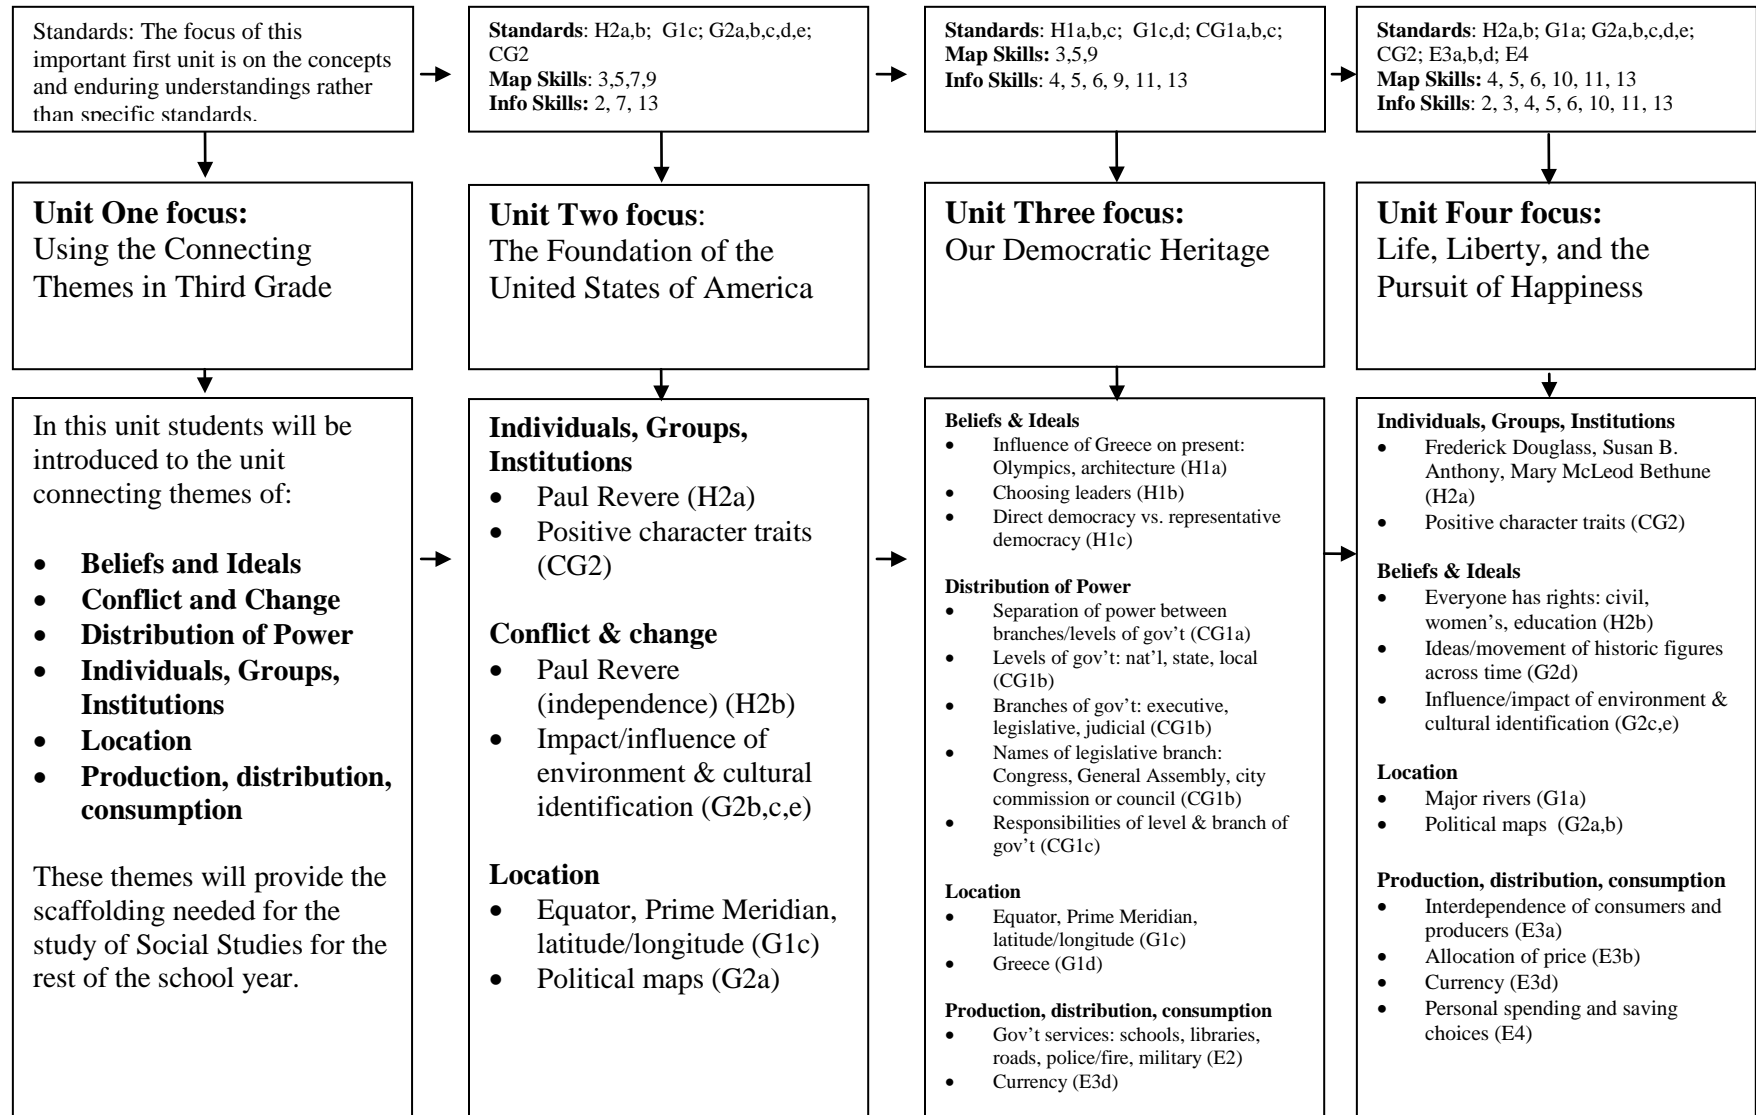 Standards: The focus of this
important first unit is on the concepts
and enduring understandings rather
than specific standards.
Standards: H2a,b;  G1c; G2a,b,c,d,e;
CG2
Map Skills: 3,5,7,9
Info Skills: 2, 7, 13
Standards: H1a,b,c;  G1c,d; CG1a,b,c;
Map Skills: 3,5,9
Info Skills: 4, 5, 6, 9, 11, 13
Standards: H2a,b; G1a; G2a,b,c,d,e;
CG2; E3a,b,d; E4
Map Skills: 4, 5, 6, 10, 11, 13
Info Skills: 2, 3, 4, 5, 6, 10, 11, 13
Unit One focus:
Using the Connecting
Themes in Third Grade
Unit Two focus:
The Foundation of the
United States of America
Unit Three focus:
Our Democratic Heritage
Unit Four focus:
Life, Liberty, and the
Pursuit of Happiness
In this unit students will be
introduced to the unit
connecting themes of:
• Beliefs and Ideals
• Conflict and Change
• Distribution of Power
• Individuals, Groups,
Institutions
• Location
• Production, distribution,
consumption
These themes will provide the
scaffolding needed for the
study of Social Studies for the
rest of the school year.
Individuals, Groups,
Institutions
• Paul Revere (H2a)
• Positive character traits
(CG2)
Conflict & change
• Paul Revere
(independence) (H2b)
• Impact/influence of
environment & cultural
identification (G2b,c,e)
Location
• Equator, Prime Meridian,
latitude/longitude (G1c)
• Political maps (G2a)
Beliefs & Ideals
• Influence of Greece on present:
Olympics, architecture (H1a)
• Choosing leaders (H1b)
• Direct democracy vs. representative
democracy (H1c)
Distribution of Power
• Separation of power between
branches/levels of gov't (CG1a)
• Levels of gov't: nat'l, state, local
(CG1b)
• Branches of gov't: executive,
legislative, judicial (CG1b)
• Names of legislative branch:
Congress, General Assembly, city
commission or council (CG1b)
• Responsibilities of level & branch of
gov't (CG1c)
Location
• Equator, Prime Meridian,
latitude/longitude (G1c)
• Greece (G1d)
Production, distribution, consumption
• Gov't services: schools, libraries,
roads, police/fire, military (E2)
• Currency (E3d)
Individuals, Groups, Institutions
• Frederick Douglass, Susan B.
Anthony, Mary McLeod Bethune
(H2a)
• Positive character traits (CG2)
Beliefs & Ideals
• Everyone has rights: civil,
women's, education (H2b)
• Ideas/movement of historic figures
across time (G2d)
• Influence/impact of environment &
cultural identification (G2c,e)
Location
• Major rivers (G1a)
• Political maps  (G2a,b)
Production, distribution, consumption
• Interdependence of consumers and
producers (E3a)
• Allocation of price (E3b)
• Currency (E3d)
• Personal spending and saving
choices (E4)